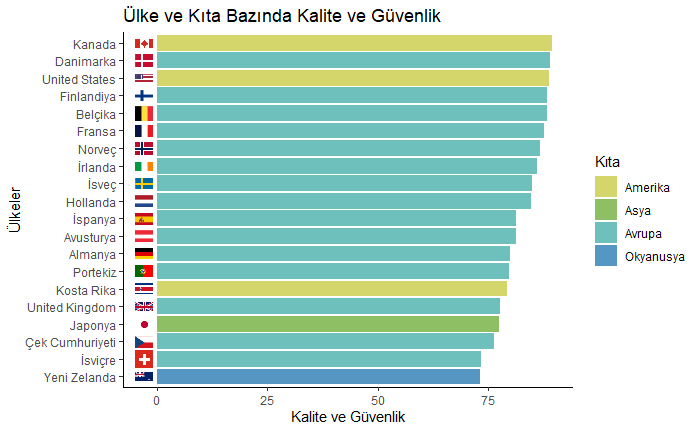 Ülke ve Kıta Bazında Kalite ve Güvenlik
Ülkeler
Kanada
Danimarka
United States
Finlandiya
Belçika
Fransa
Norveç
İrlanda
İsveç
Hollanda
İspanya
Avusturya
Almanya
Portekiz
Kosta Rika
United Kingdom
Japonya
Çek Cumhuriyeti
İsviçre
Yeni Zelanda
0 25 50 75
Kalite ve Güvenlik
Kıta
Amerika
Asya
Avrupa
Okyanusya